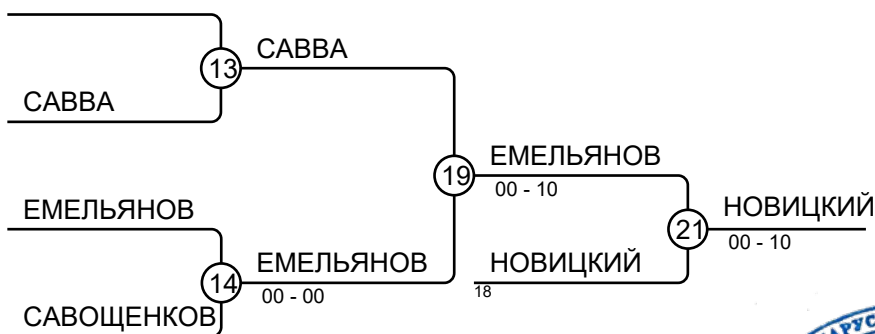 САВВА
13
САВВА
ЕМЕЛЬЯНОВ
19
00 - 10
ЕМЕЛЬЯНОВ
НОВИЦКИЙ
21
00 - 10
ЕМЕЛЬЯНОВ
НОВИЦКИЙ
14
00 - 00
18
САВОЩЕНКОВ